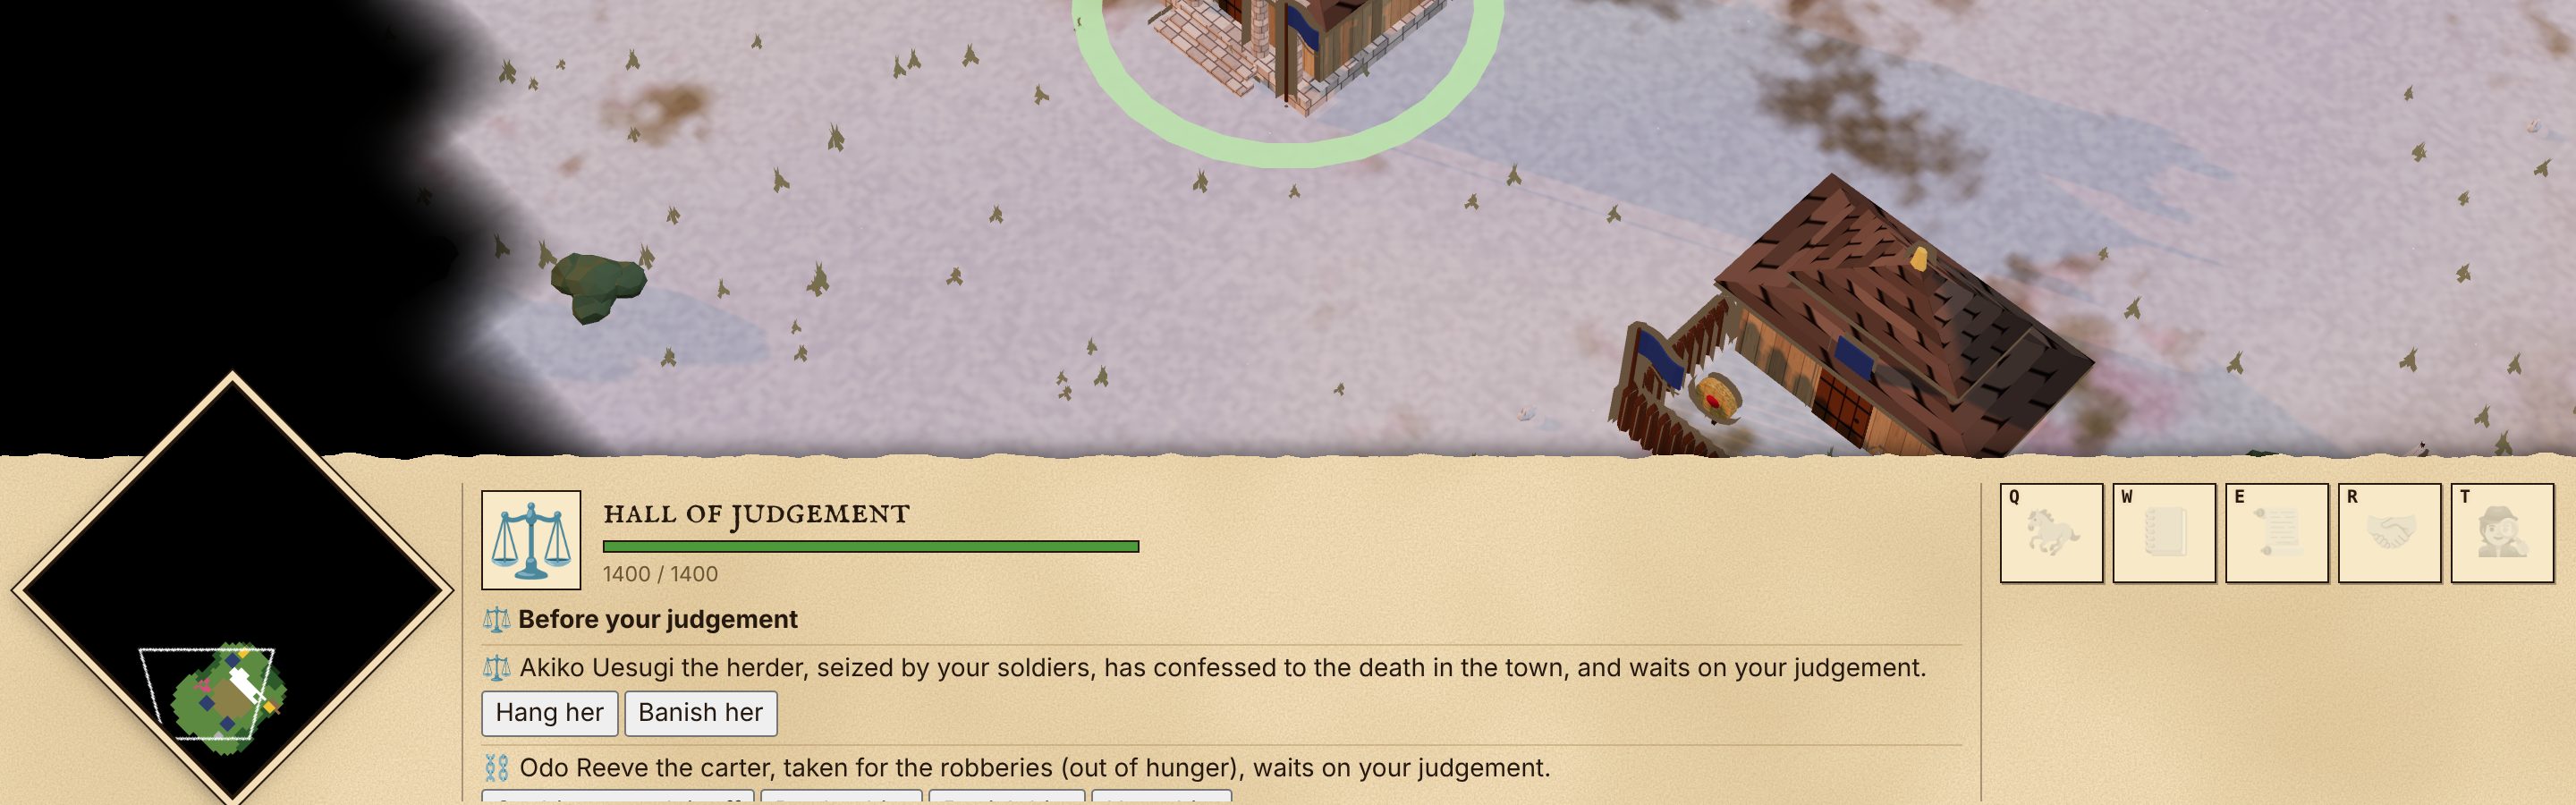 HALL OF JUDGEMENT
Q W E R T
1400 / 1400
Before your judgement
Akiko Uesugi the herder, seized by your soldiers, has confessed to the death in the town, and waits on your judgement.
Hang her Banish her
Odo Reeve the carter, taken for the robberies (out of hunger), waits on your judgement.